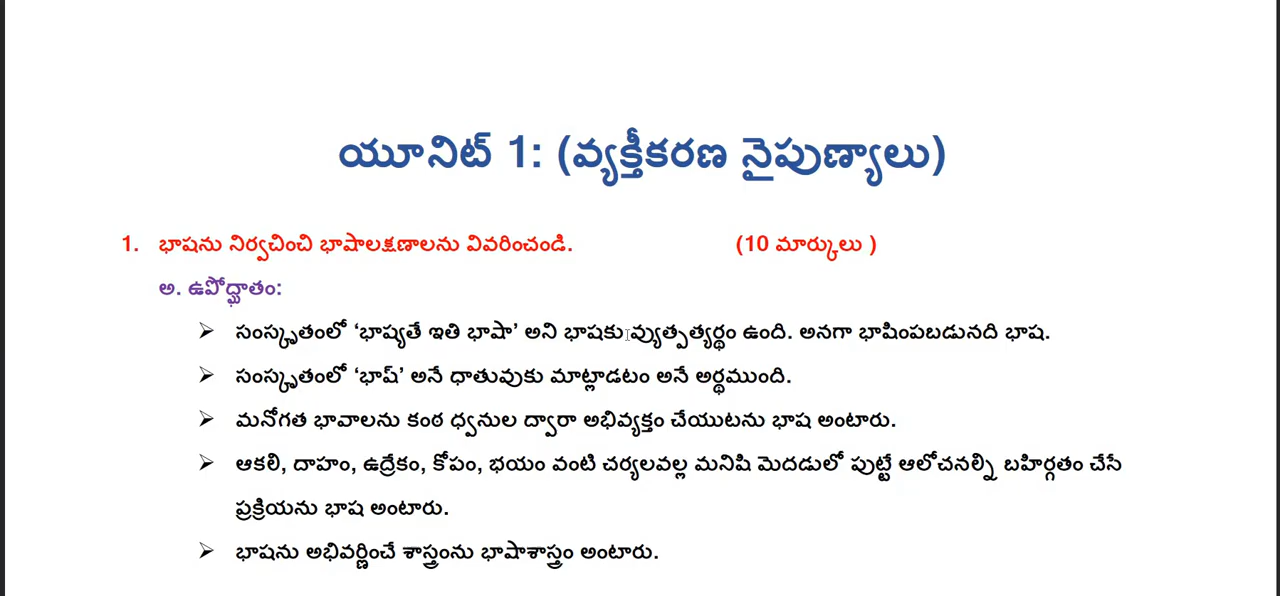 యూనిట్ 1: (వ్యక్తీకరణ నైపుణ్యాలు)
1. భాషను నిర్వచించి భాషాలక్షణాలను వివరించండి. (10 మార్కులు )
అ. ఉపోద్ఘాతం:
➢ సంస్కృతంలో ‘భాష్యతే ఇతి భాషా’ అని భాషకు వ్యుత్పత్యర్థం ఉంది. అనగా భాషింపబడునది భాష.
➢ సంస్కృతంలో ‘భాష్’ అనే ధాతువుకు మాట్లాడటం అనే అర్థముంది.
➢ మనోగత భావాలను కంఠ ధ్వనుల ద్వారా అభివ్యక్తం చేయుటను భాష అంటారు.
➢ ఆకలి, దాహం, ఉద్రేకం, కోపం, భయం వంటి చర్యలవల్ల మనిషి మెదడులో పుట్టే ఆలోచనల్ని బహిర్గతం చేసే
ప్రక్రియను భాష అంటారు.
➢ భాషను అభివర్ణించే శాస్త్రంను భాషాశాస్త్రం అంటారు.